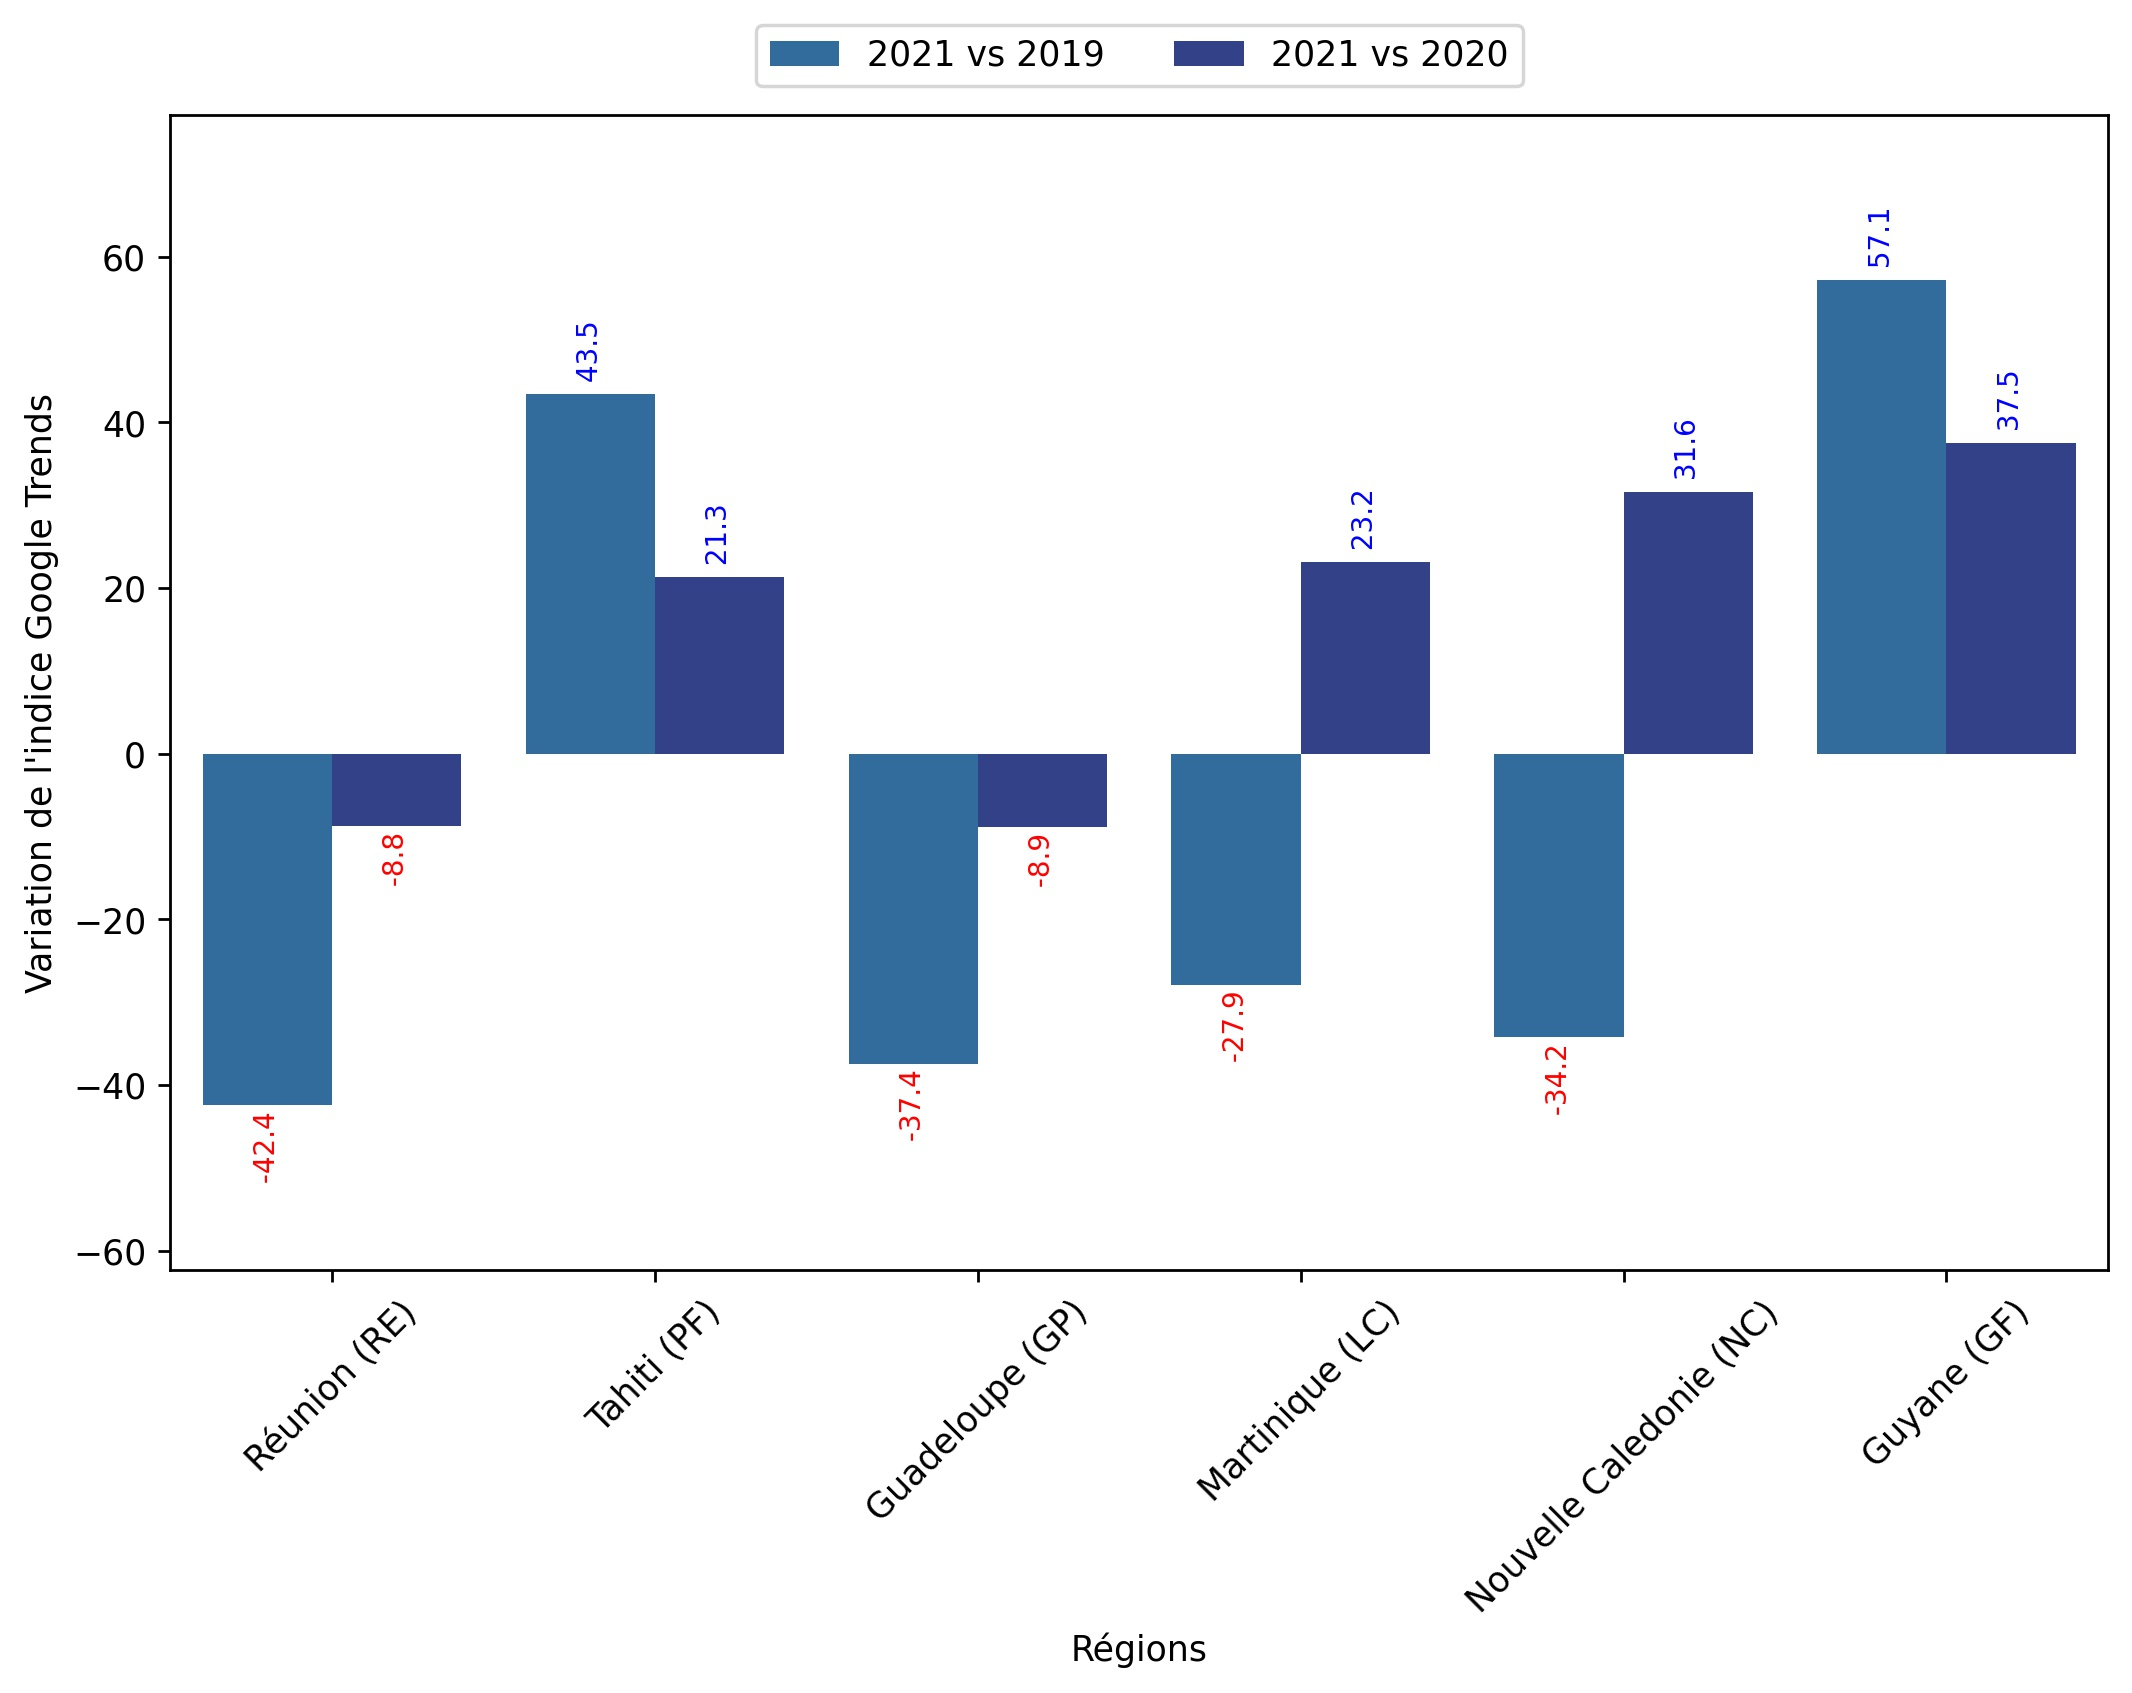 2021 vs 2019
2021 vs 2020
Variation de l'indice Google Trends
60
40
20
0
−20
−40
−60
-42.4
-8.8
43.5
21.3
-37.4
-8.9
-27.9
23.2
-34.2
31.6
57.1
37.5
Réunion (RE)
Tahiti (PF)
Guadeloupe (GP)
Martinique (LC)
Nouvelle Caledonie (NC)
Guyane (GF)
Régions